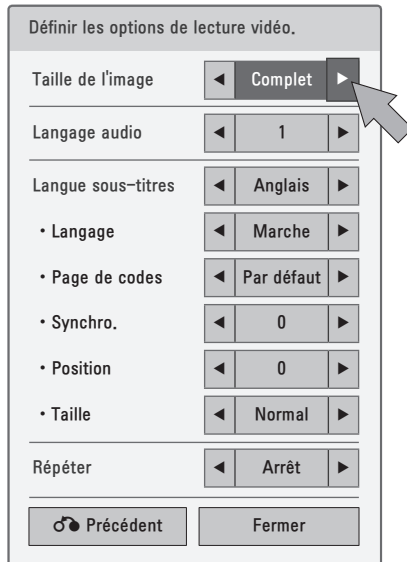 Définir les options de lecture vidéo.
Taille de l'image ◄ Complet ►
Langage audio ◄ 1 ►
Langue sous-titres ◄ Anglais ►
• Langage ◄ Marche ►
• Page de codes ◄ Par défaut ►
• Synchro. ◄ 0 ►
• Position ◄ 0 ►
• Taille ◄ Normal ►
Répéter ◄ Arrêt ►
Précédent Fermer